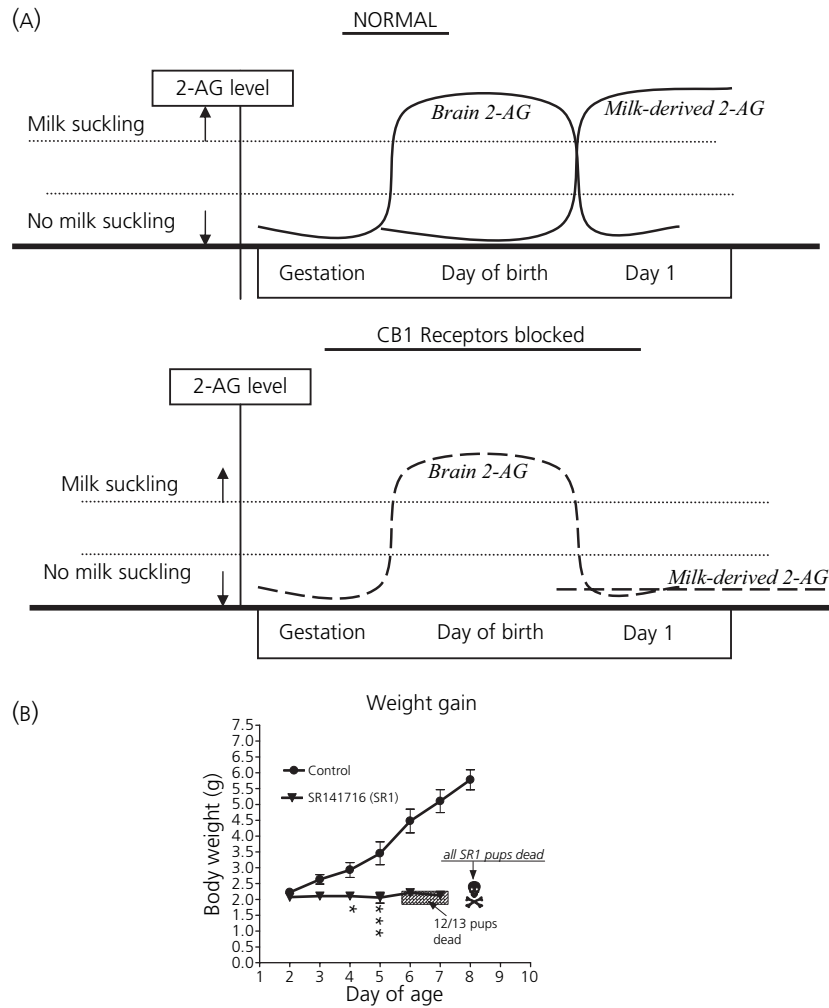 (A)
NORMAL
2-AG level
Brain 2-AG
Milk-derived 2-AG
Milk suckling
No milk suckling
Gestation
Day of birth
Day 1
CB1 Receptors blocked
2-AG level
Brain 2-AG
Milk suckling
No milk suckling
Milk-derived 2-AG
Gestation
Day of birth
Day 1
(B)
Weight gain
Body weight (g)
7.5
7.0
6.5
6.0
5.5
5.0
4.5
4.0
3.5
3.0
2.5
2.0
1.5
1.0
0.5
0.0
Control
SR141716 (SR1)
all SR1 pups dead
*
***
12/13 pups
dead
1 2 3 4 5 6 7 8 9 10
Day of age